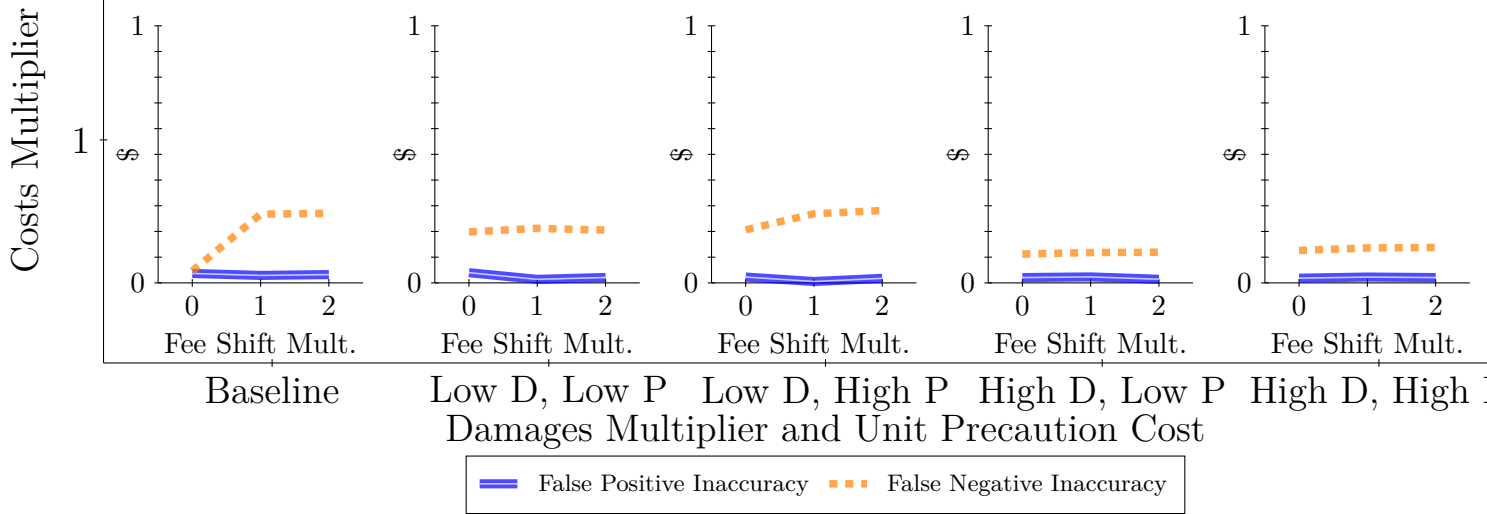 Costs Multiplier
1
1
0
$
0 1 2
Fee Shift Mult.
1
0
$
0 1 2
Fee Shift Mult.
1
0
$
0 1 2
Fee Shift Mult.
1
0
$
0 1 2
Fee Shift Mult.
1
0
$
0 1 2
Fee Shift Mult.
Baseline
Low D, Low P
Low D, High P
High D, Low P
High D, High
Damages Multiplier and Unit Precaution Cost
False Positive Inaccuracy
False Negative Inaccuracy